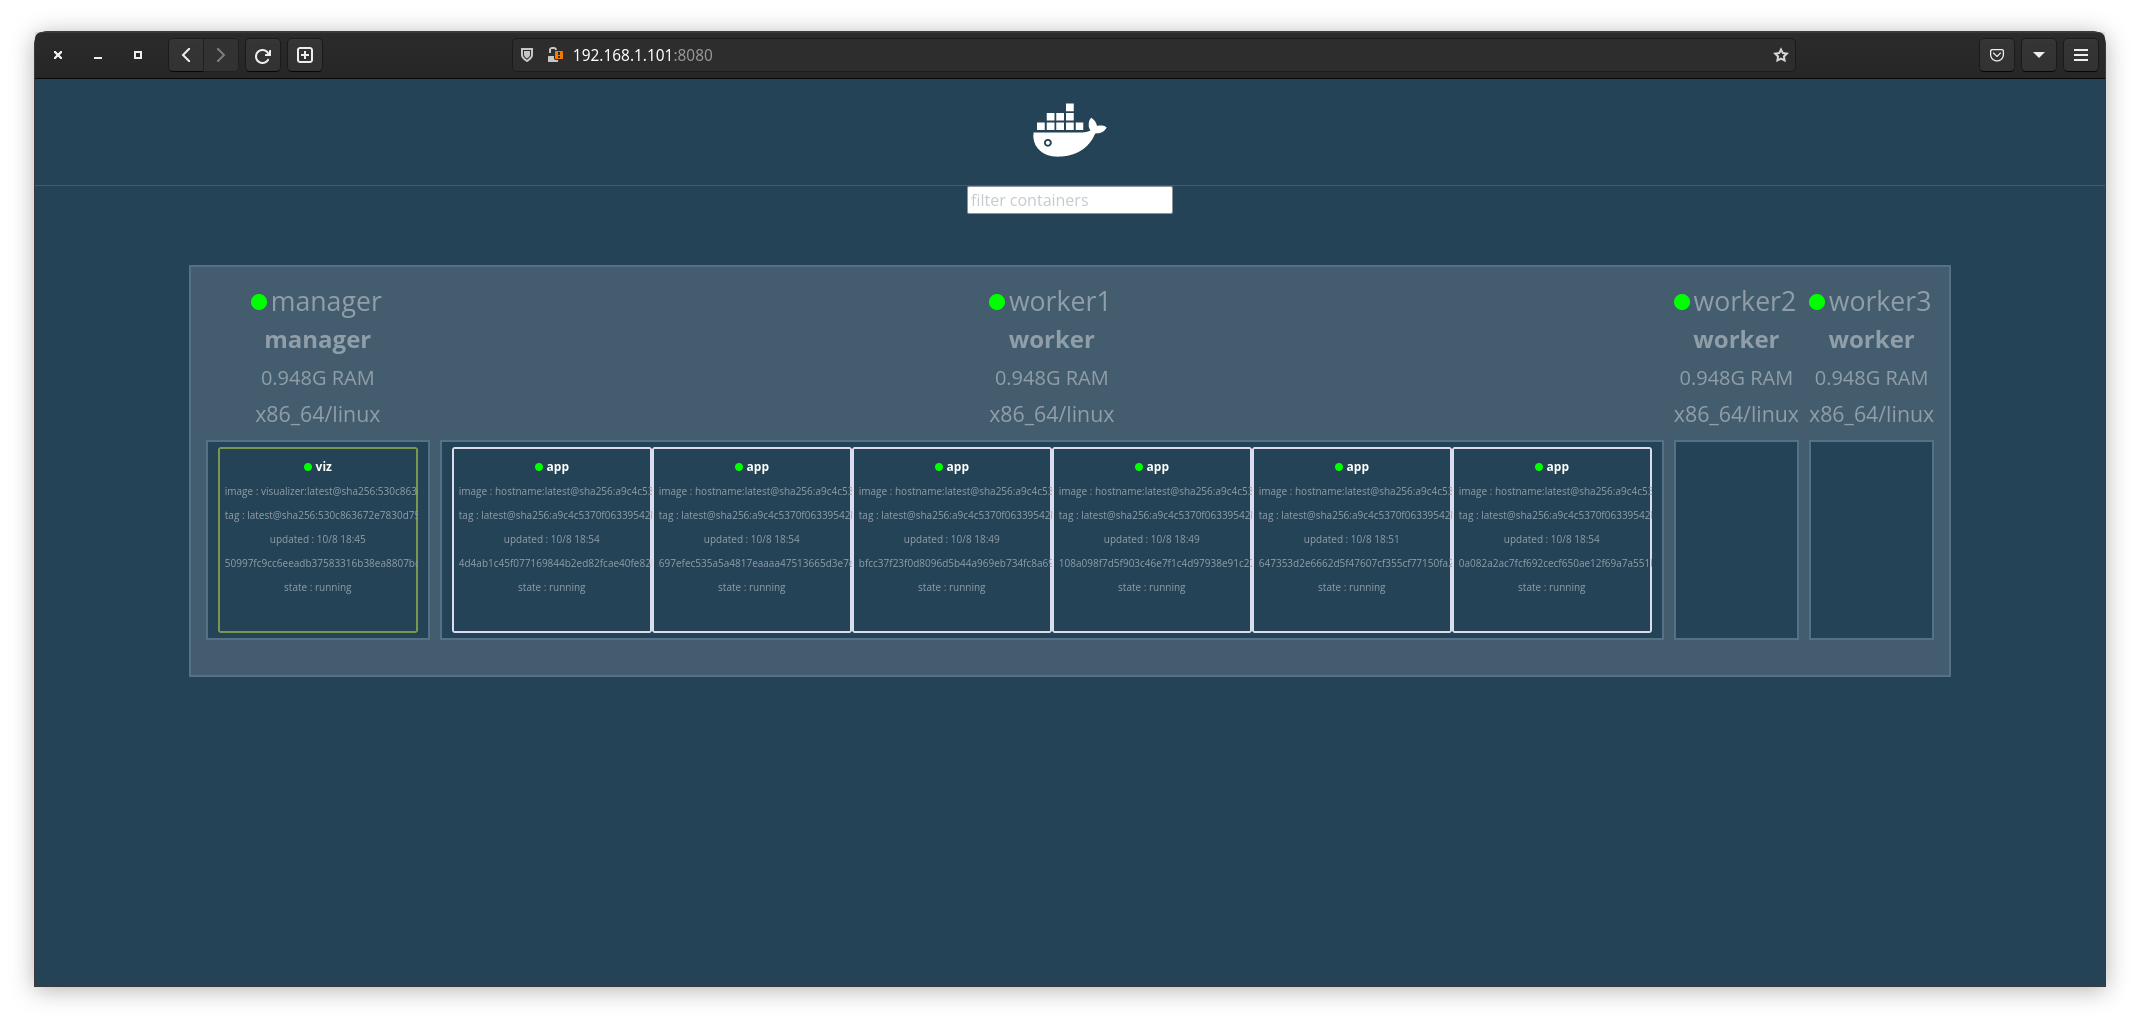 192.168.1.101:8080
filter containers
manager
manager
0.948G RAM
x86_64/linux
viz
image : visualizer:latest@sha256:530c863
tag : latest@sha256:530c863672e7830d75
updated : 10/8 18:45
50997fc9cc6eeadb37583316b38ea8807b
state : running
worker1
worker
0.948G RAM
x86_64/linux
app
image : hostname:latest@sha256:a9c4c53
tag : latest@sha256:a9c4c5370f06339542
updated : 10/8 18:54
4d4ab1c45f077169844b2ed82fcae40fe82
state : running
app
image : hostname:latest@sha256:a9c4c53
tag : latest@sha256:a9c4c5370f06339542
updated : 10/8 18:54
697efec535a5a4817eaaaa47513665d3e7
state : running
app
image : hostname:latest@sha256:a9c4c53
tag : latest@sha256:a9c4c5370f06339542
updated : 10/8 18:49
bfcc37f23f0d8096d5b44a969eb734fc8a6
state : running
app
image : hostname:latest@sha256:a9c4c53
tag : latest@sha256:a9c4c5370f06339542
updated : 10/8 18:49
108a098f7d5f903c46e7f1c4d97938e91c2
state : running
app
image : hostname:latest@sha256:a9c4c53
tag : latest@sha256:a9c4c5370f06339542
updated : 10/8 18:51
647353d2e6662d5f47607cf355cf77150fa
state : running
app
image : hostname:latest@sha256:a9c4c53
tag : latest@sha256:a9c4c5370f06339542
updated : 10/8 18:54
0a082a2ac7fcf692cecf650ae12f69a7a551
state : running
worker2
worker
0.948G RAM
x86_64/linux
worker3
worker
0.948G RAM
x86_64/linux